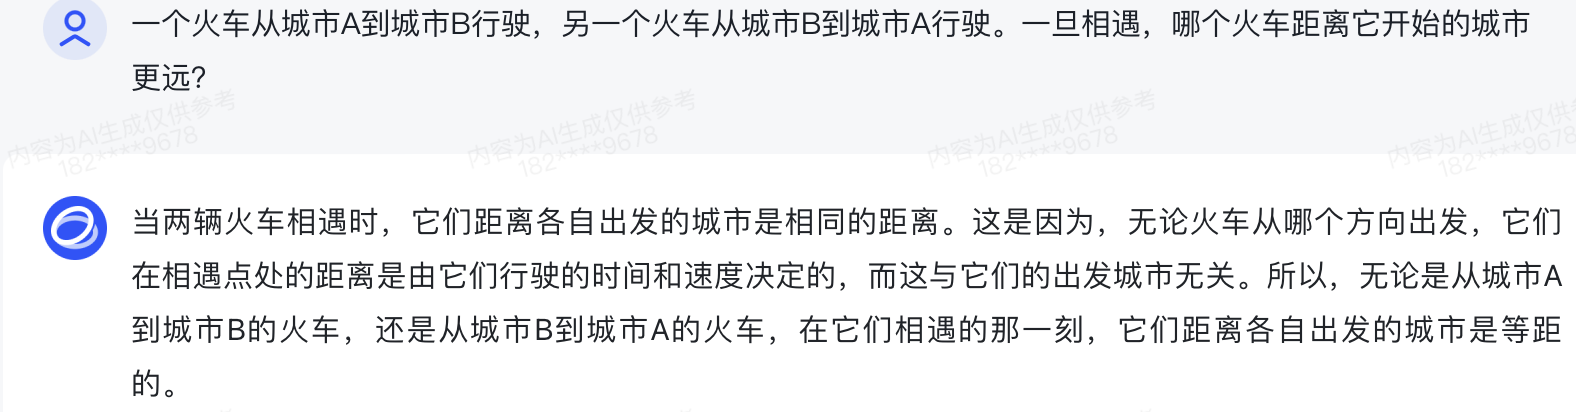 一个火车从城市A到城市B行驶，另一个火车从城市B到城市A行驶。一旦相遇，哪个火车距离它开始的城市
更远?
内容为AI生成仅供参考
182****9678
内容为AI生成仅供参考
182****9678
内容为AI生成仅供参考
182****9678
内容为AI生成仅供参考
182****9678
当两辆火车相遇时，它们距离各自出发的城市是相同的距离。这是因为，无论火车从哪个方向出发，它们
在相遇点处的距离是由它们行驶的时间和速度决定的，而这与它们的出发城市无关。所以，无论是从城市A
到城市B的火车，还是从城市B到城市A的火车，在它们相遇的那一刻，它们距离各自出发的城市是等距
的。